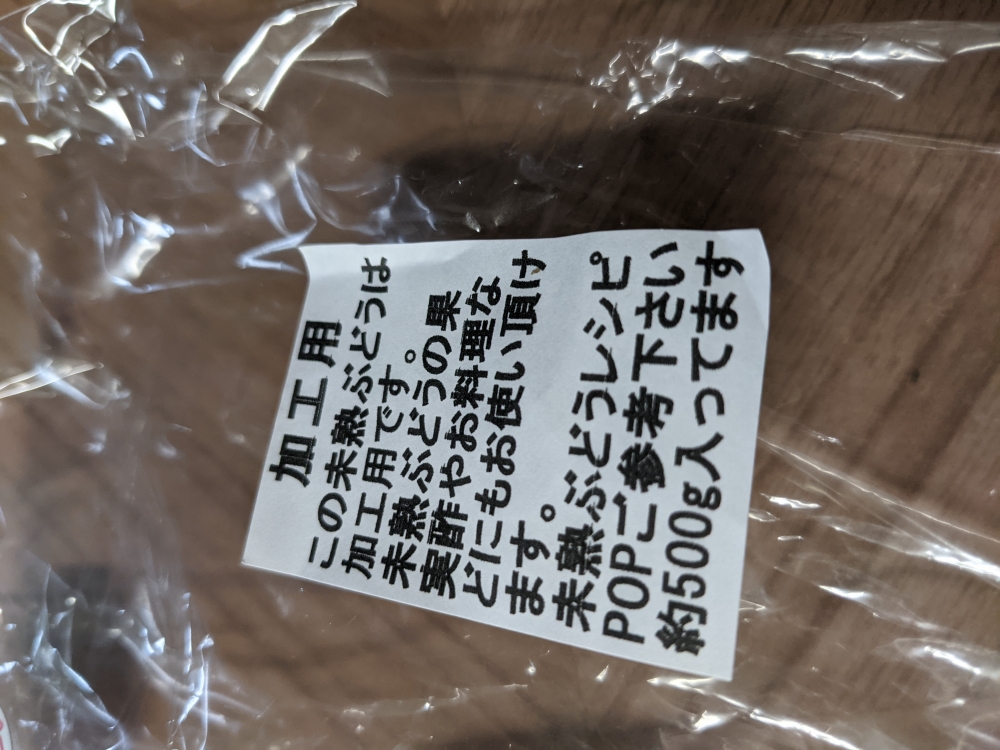 加工用
この未熟ぶどうは
加工用です。
未熟ぶどうの果
実酢やお料理な
どにもお使い頂け
ます。
未熟ぶどうレシピ
POPご参考下さい
約500g入ってます